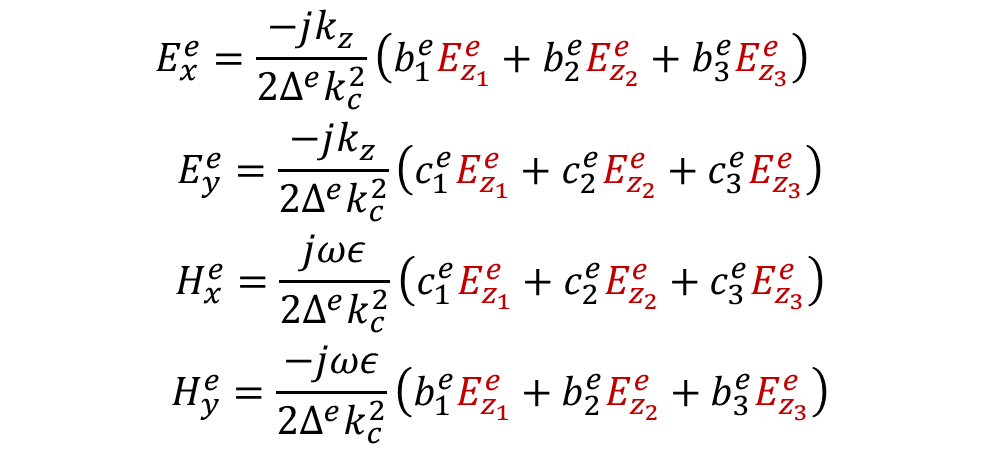 $E_x^e = \frac{-jk_z}{2\Delta^e k_c^2} \left( b_1^e E_{z_1}^e + b_2^e E_{z_2}^e + b_3^e E_{z_3}^e \right)$
$E_y^e = \frac{-jk_z}{2\Delta^e k_c^2} \left( c_1^e E_{z_1}^e + c_2^e E_{z_2}^e + c_3^e E_{z_3}^e \right)$
$H_x^e = \frac{j\omega\epsilon}{2\Delta^e k_c^2} \left( c_1^e E_{z_1}^e + c_2^e E_{z_2}^e + c_3^e E_{z_3}^e \right)$
$H_y^e = \frac{-j\omega\epsilon}{2\Delta^e k_c^2} \left( b_1^e E_{z_1}^e + b_2^e E_{z_2}^e + b_3^e E_{z_3}^e \right)$